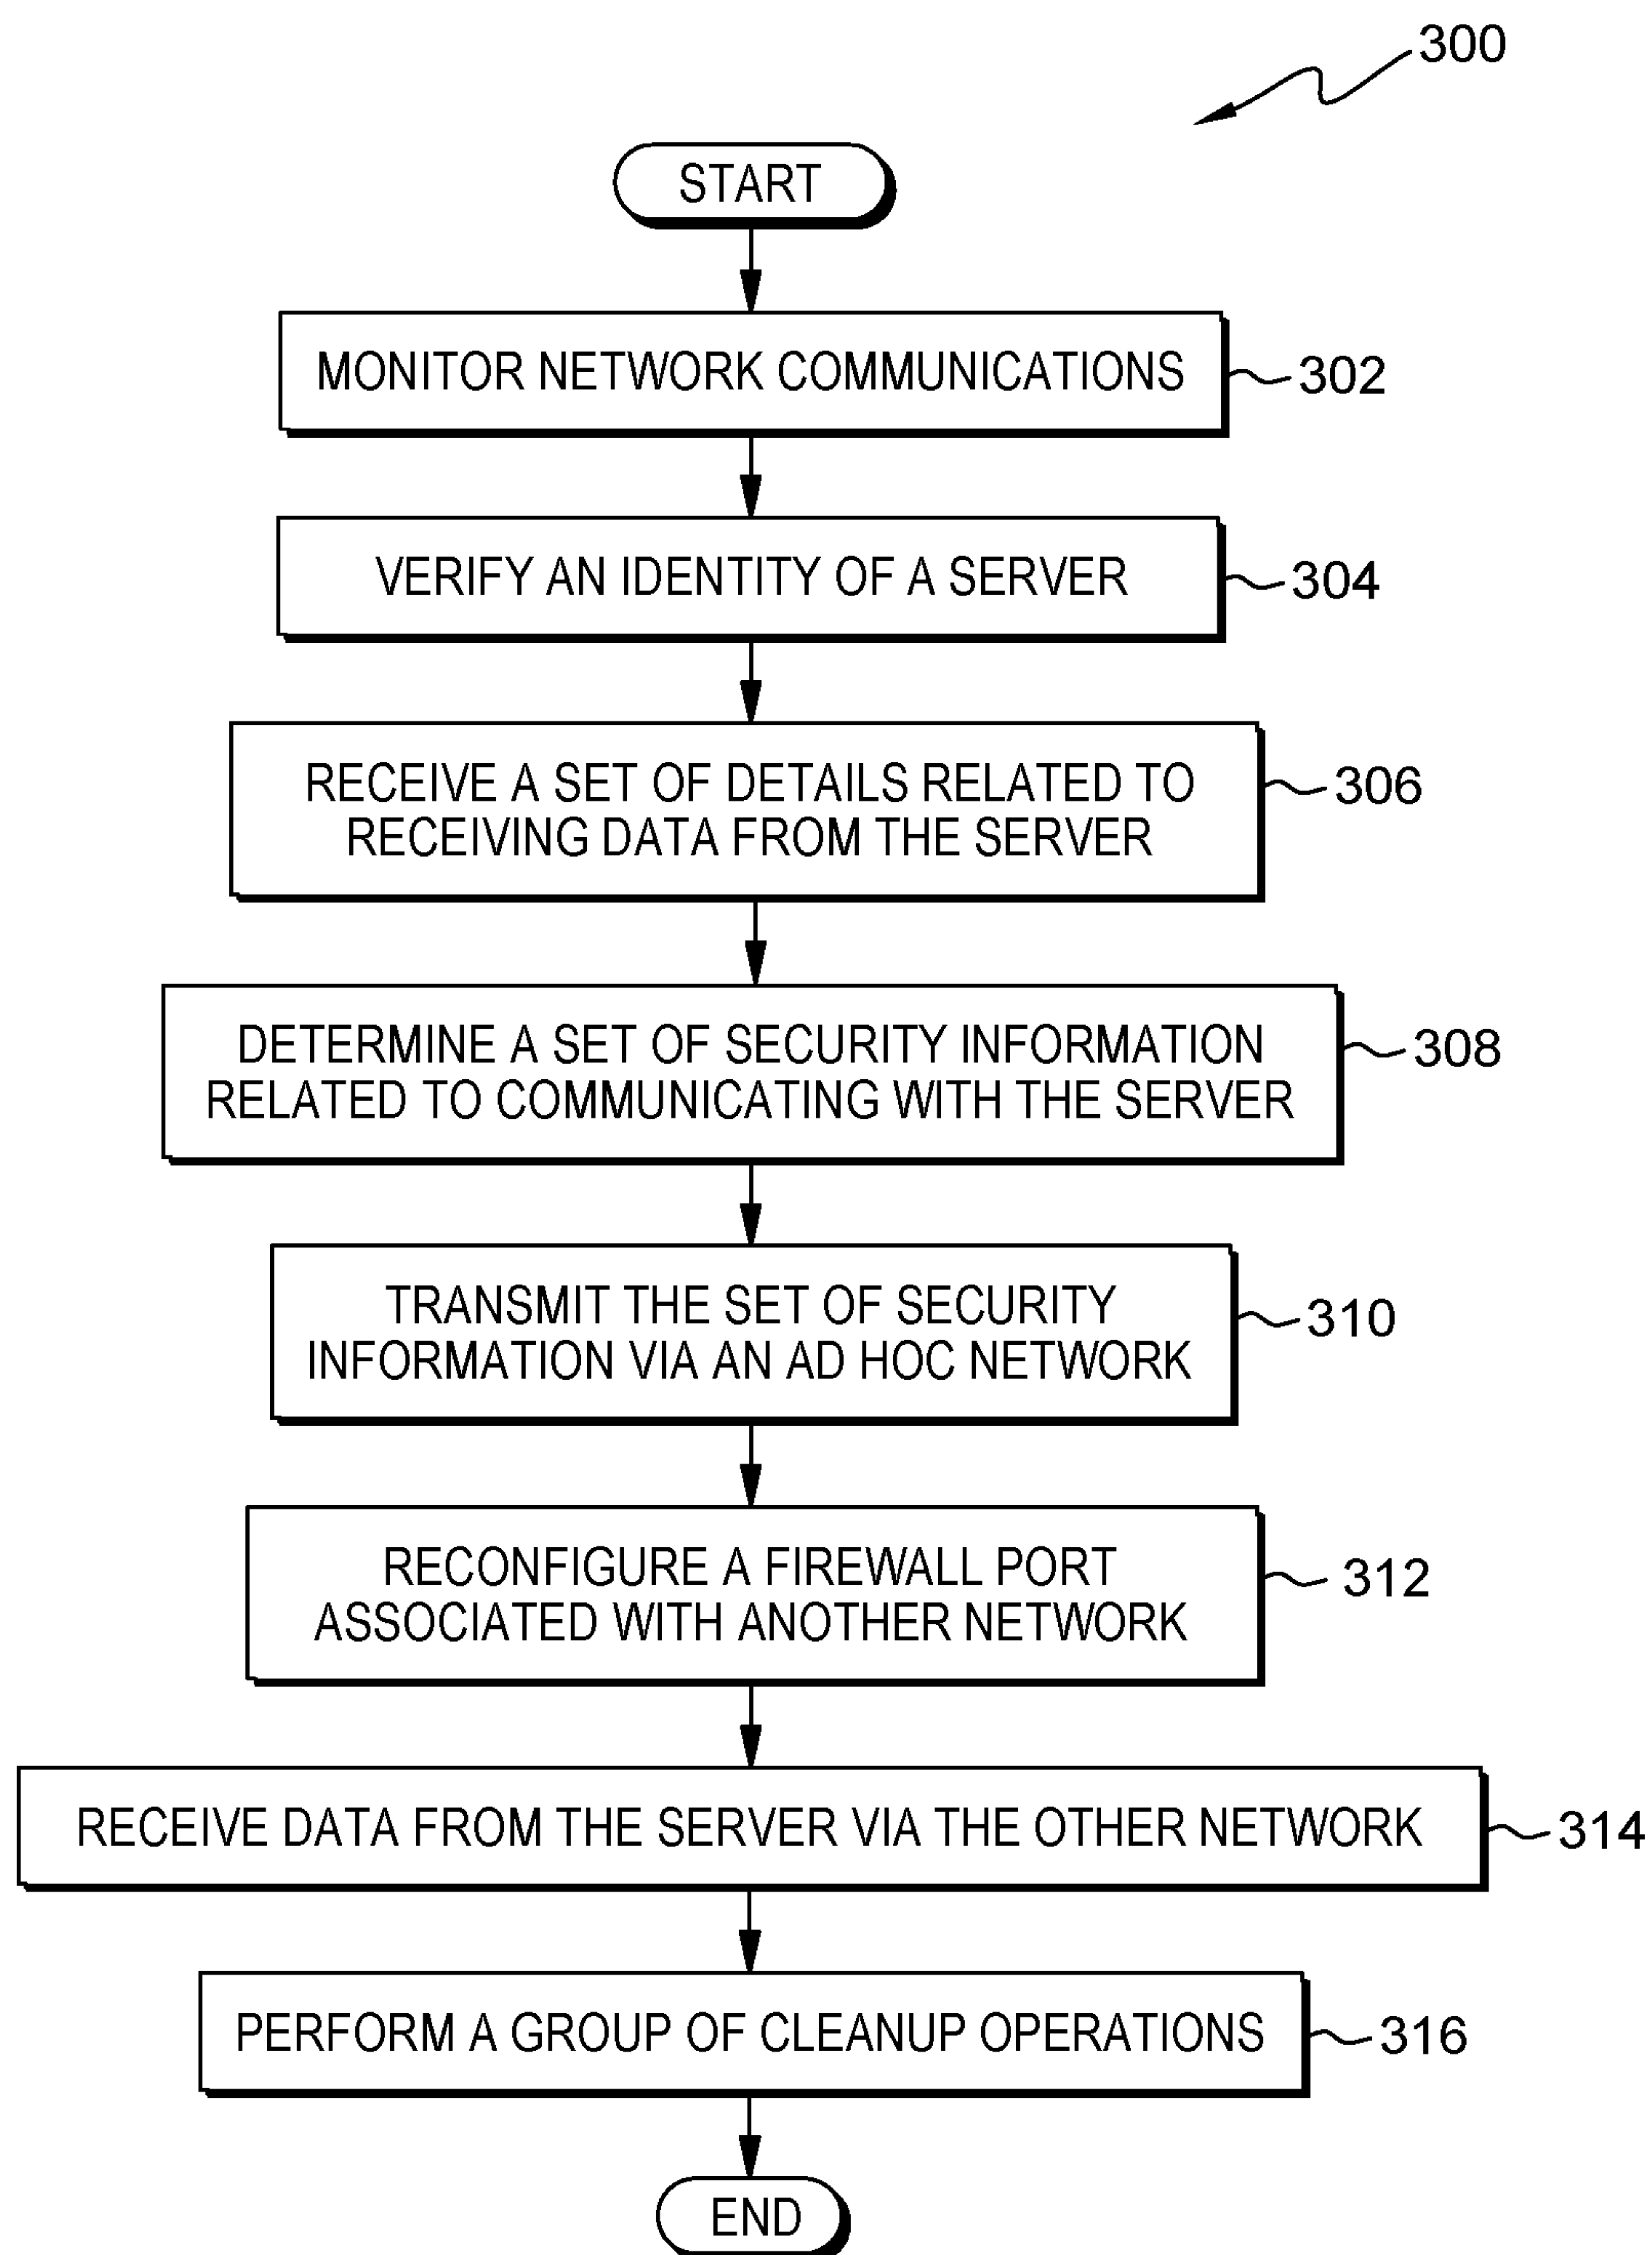 300
START
MONITOR NETWORK COMMUNICATIONS
302
VERIFY AN IDENTITY OF A SERVER
304
RECEIVE A SET OF DETAILS RELATED TO
RECEIVING DATA FROM THE SERVER
306
DETERMINE A SET OF SECURITY INFORMATION
RELATED TO COMMUNICATING WITH THE SERVER
308
TRANSMIT THE SET OF SECURITY
INFORMATION VIA AN AD HOC NETWORK
310
RECONFIGURE A FIREWALL PORT
ASSOCIATED WITH ANOTHER NETWORK
312
RECEIVE DATA FROM THE SERVER VIA THE OTHER NETWORK
314
PERFORM A GROUP OF CLEANUP OPERATIONS
316
END